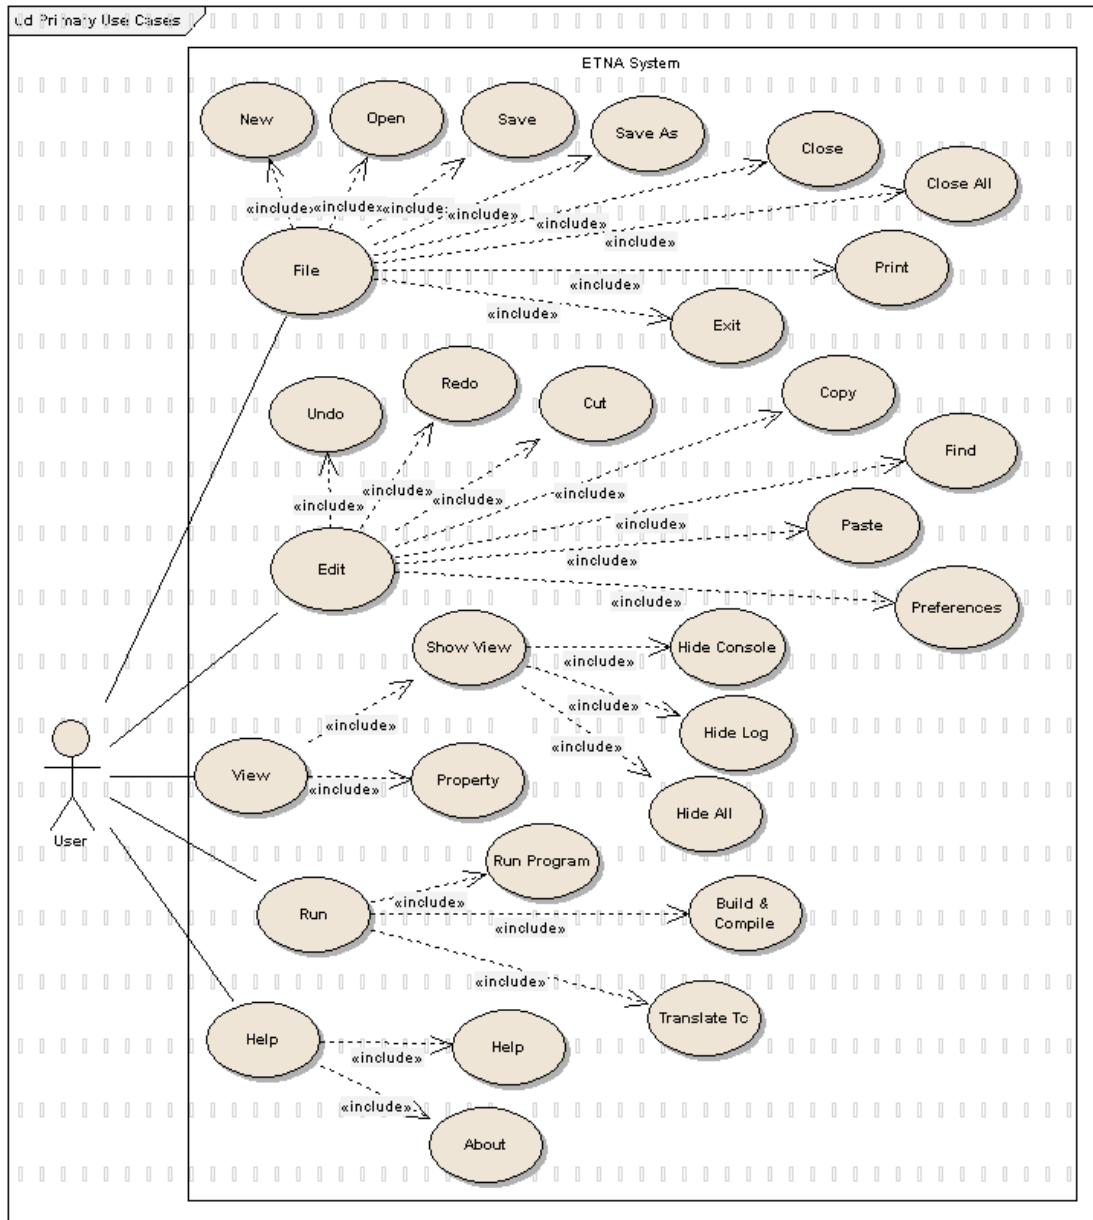 ud Primary Use Cases
ETNA System
New
Open
Save
Save As
Close
Close All
«include»
«include»
«include»
«include»
«include»
«include»
File
Print
«include»
«include»
Exit
Redo
Undo
Cut
Copy
Find
«include»
«include»
«include»
«include»
«include»
Paste
«include»
Edit
«include»
Preferences
Show View
Hide Console
«include»
«include»
«include»
«include»
Hide Log
View
Property
«include»
Hide All
User
Run Program
«include»
Run
Build &
Compile
«include»
«include»
Translate To
Help
Help
«include»
«include»
About